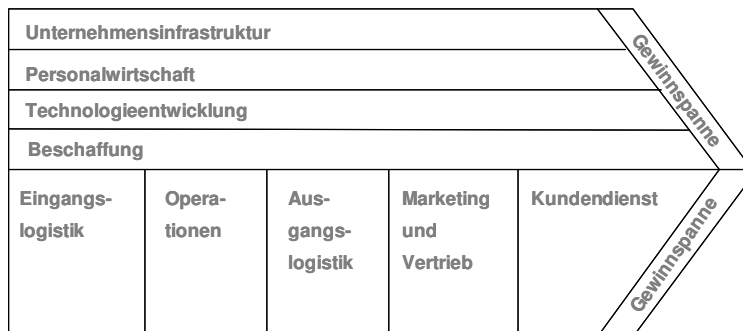 Unternehmensinfrastruktur
Personalwirtschaft
Technologieentwicklung
Beschaffung
Gewinnspanne
Eingangs-
logistik
Opera-
tionen
Aus-
gangs-
logistik
Marketing
und
Vertrieb
Kundendienst
Gewinnspanne